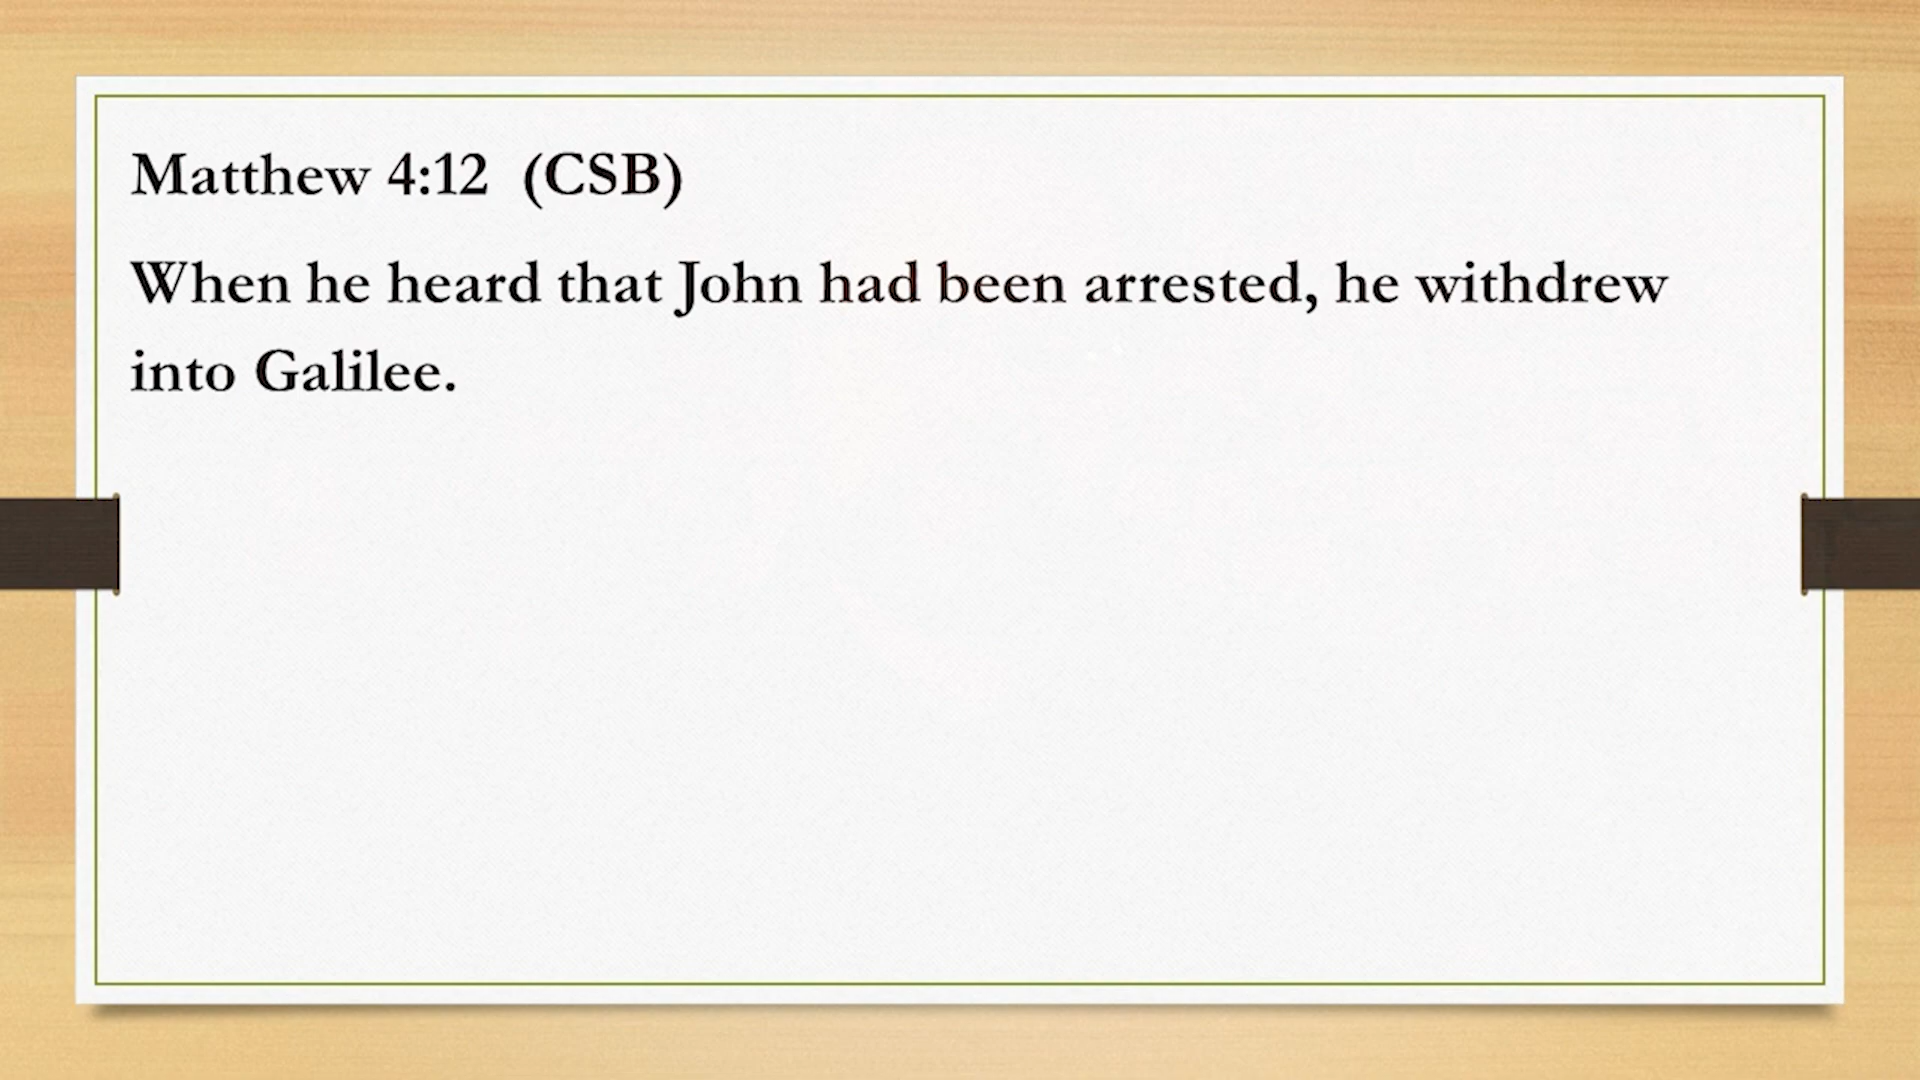 Matthew 4:12  (CSB)
When he heard that John had been arrested, he withdrew
into Galilee.